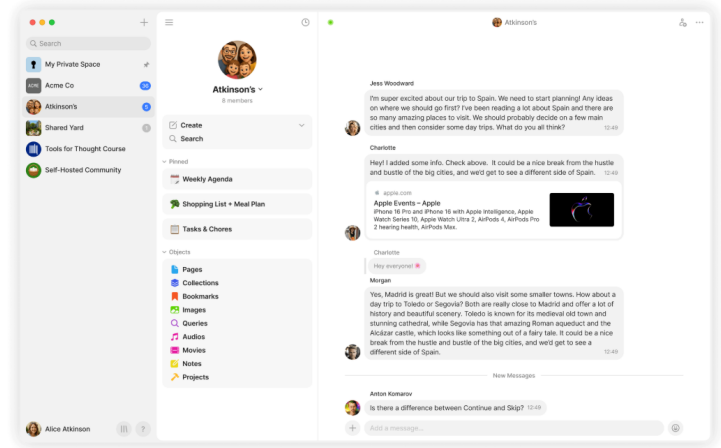 Search
My Private Space
ACME
Acme Co
30
Atkinson's
5
Shared Yard
Tools for Thought Course
Self-Hosted Community
Alice Atkinson
?
Atkinson's
8 members
Create
Search
Pinned
Weekly Agenda
Shopping List + Meal Plan
Tasks & Chores
Objects
Pages
Collections
Bookmarks
Images
Queries
Audios
Movies
Notes
Projects
Atkinson's
Jess Woodward
I'm super excited about our trip to Spain. We need to start planning! Any ideas
on where we should go first? I've been reading a lot about Spain and there are
so many amazing places to visit. We should probably decide on a few main
cities and then consider some day trips. What do you all think? 12:49
Charlotte
Hey! I added some info. Check above. It could be a nice break from the hustle
and bustle of the big cities, and we'd get to see a different side of Spain. 12:49
apple.com
Apple Events – Apple
iPhone 16 Pro and iPhone 16 with Apple Intelligence, Apple
Watch Series 10, Apple Watch Ultra 2, AirPods 4, AirPods Pro
2 hearing health, AirPods Max.
Charlotte
Hey everyone!
Morgan
Yes, Madrid is great! But we should also visit some smaller towns. How about a
day trip to Toledo or Segovia? Both are really close to Madrid and offer a lot of
history and beautiful scenery. Toledo is known for its medieval old town and
stunning cathedral, while Segovia has that amazing Roman aqueduct and the
Alcázar castle, which looks like something out of a fairy tale. It could be a nice
break from the hustle and bustle of the big cities, and we'd get to see a
different side of Spain. 12:49
New Messages
Anton Komarov
Is there a difference between Continue and Skip? 12:49
Add a message...